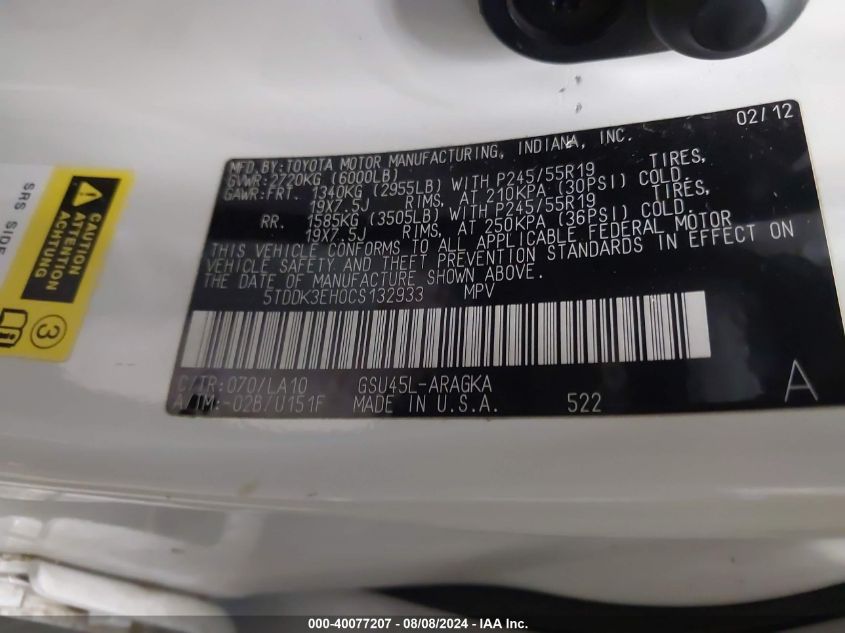 02/12
MFD.BY:TOYOTA MOTOR MANUFACTURING, INDIANA, INC.
GVWR:2720KG (6000LB)
GAWR:FRT. 1340KG (2955LB) WITH P245/55R19 TIRES,
19X7.5J RIMS, AT 210KPA (30PSI) COLD.
RR. 1585KG (3505LB) WITH P245/55R19 TIRES,
19X7.5J RIMS, AT 250KPA (36PSI) COLD.
THIS VEHICLE CONFORMS TO ALL APPLICABLE FEDERAL MOTOR
VEHICLE SAFETY AND THEFT PREVENTION STANDARDS IN EFFECT ON
THE DATE OF MANUFACTURE SHOWN ABOVE.
5TDDK3EH0CS132933 MPV
C/TR:070/LA10 GSU45L-ARAGKA
A/TM:-02B/U151F MADE IN U.S.A. 522
A
CAUTION
ATTENTION
ACHTUNG
3
SRS SIDE
000-40077207 - 08/08/2024 - IAA Inc.